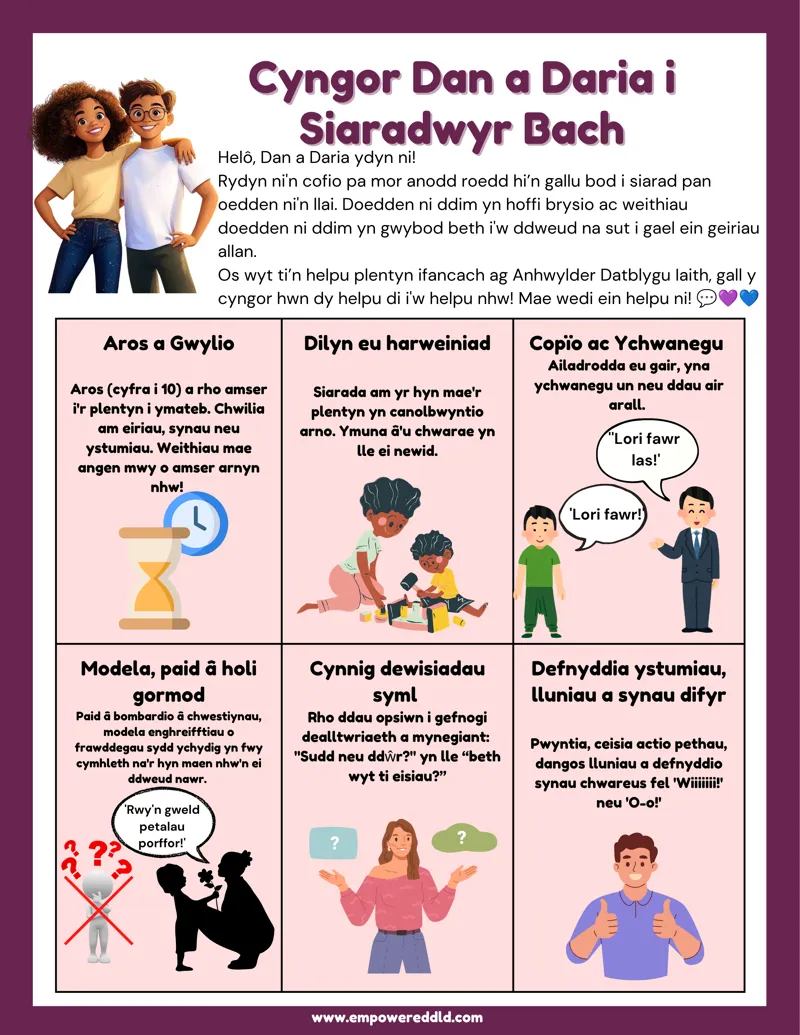 Cyngor Dan a Daria i
Siaradwyr Bach
Helô, Dan a Daria ydyn ni!
Rydyn ni'n cofio pa mor anodd roedd hi’n gallu bod i siarad pan
oedden ni'n llai. Doedden ni ddim yn hoffi brysio ac weithiau
doedden ni ddim yn gwybod beth i'w ddweud na sut i gael ein geiriau
allan.
Os wyt ti’n helpu plentyn ifancach ag Anhwylder Datblygu Iaith, gall y
cyngor hwn dy helpu di i'w helpu nhw! Mae wedi ein helpu ni! 💬💜💙
Aros a Gwylio
Aros (cyfra i 10) a rho amser
i'r plentyn i ymateb. Chwilia
am eiriau, synau neu
ystumiau. Weithiau mae
angen mwy o amser arnyn
nhw!
Dilyn eu harweiniad
Siarada am yr hyn mae'r
plentyn yn canolbwyntio
arno. Ymuna â'u chwarae yn
lle ei newid.
Copïo ac Ychwanegu
Ailadrodda eu gair, yna
ychwanegu un neu ddau air
arall.
"Lori fawr
las!'
'Lori fawr!'
Modela, paid â holi
gormod
Paid â bombardio â chwestiynau,
modela enghreifftiau o
frawddegau sydd ychydig yn fwy
cymhleth na'r hyn maen nhw'n ei
ddweud nawr.
'Rwy'n gweld
petalau
porffor!'
? ? ? ? ?
Cynnig dewisiadau
syml
Rho ddau opsiwn i gefnogi
dealltwriaeth a mynegiant:
"Sudd neu ddŵr?" yn lle “beth
wyt ti eisiau?”
?
?
Defnyddia ystumiau,
lluniau a synau difyr
Pwyntia, ceisia actio pethau,
dangos lluniau a defnyddio
synau chwareus fel 'Wiiiiiii!'
neu 'O-o!'
www.empowereddld.com